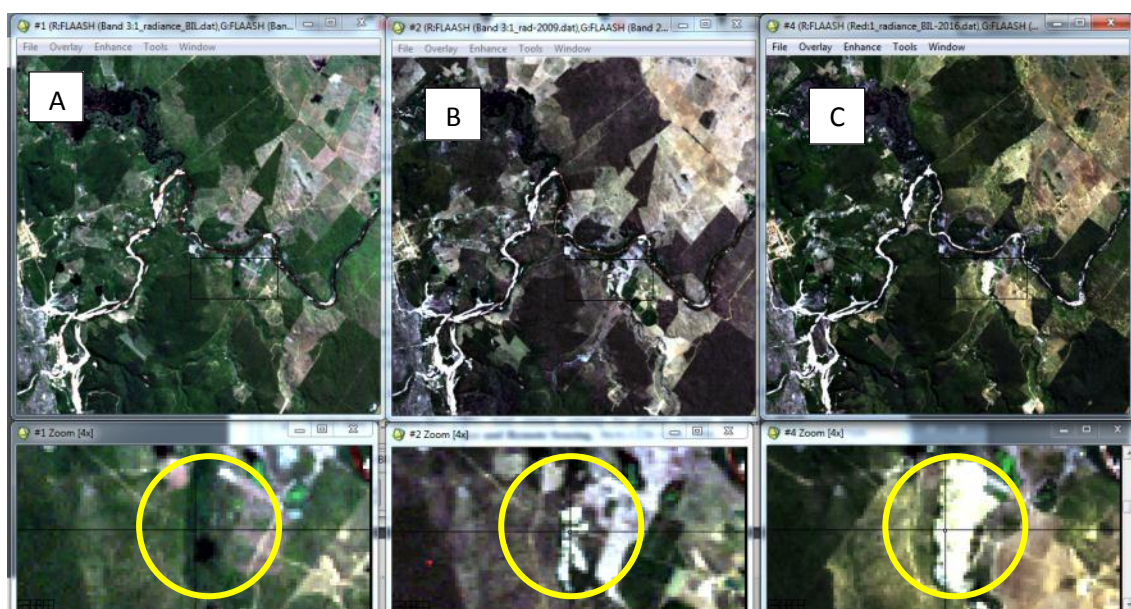 #1 (R:FLAASH (Band 3:1_radiance_BIL.dat),G:FLAASH (Ban...
#2 (R:FLAASH (Band 3:1_rad-2009.dat),G:FLAASH (Band 2...
#4 (R:FLAASH (Red:1_radiance_BIL-2016.dat),G:FLAASH (...
File Overlay Enhance Tools Window
File Overlay Enhance Tools Window
File Overlay Enhance Tools Window
A
B
C
#1 Zoom [4x]
#2 Zoom [4x]
#4 Zoom [4x]